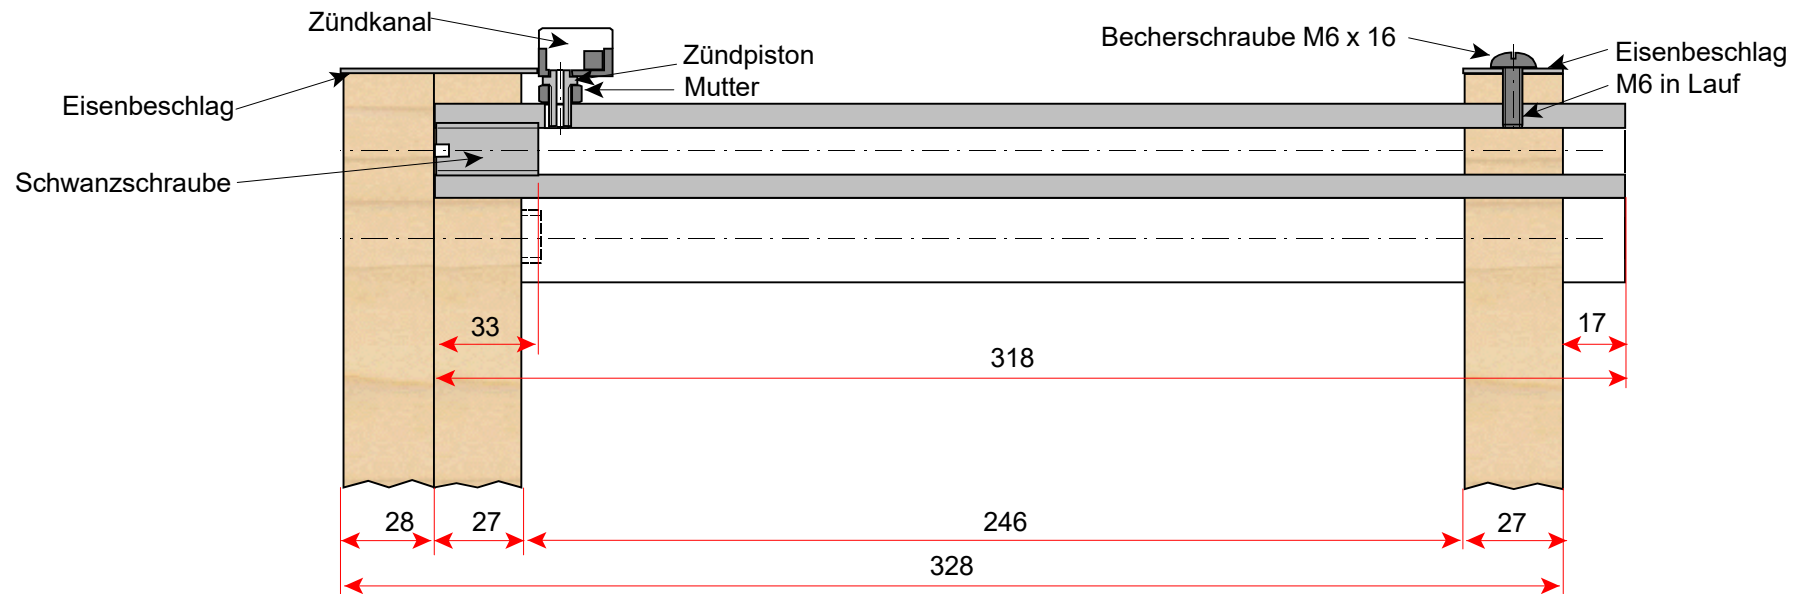 Zündkanal
Zündpiston
Mutter
Becherschraube M6 x 16
Eisenbeschlag
M6 in Lauf
Eisenbeschlag
Schwanzschraube
33
17
318
28
27
246
27
328